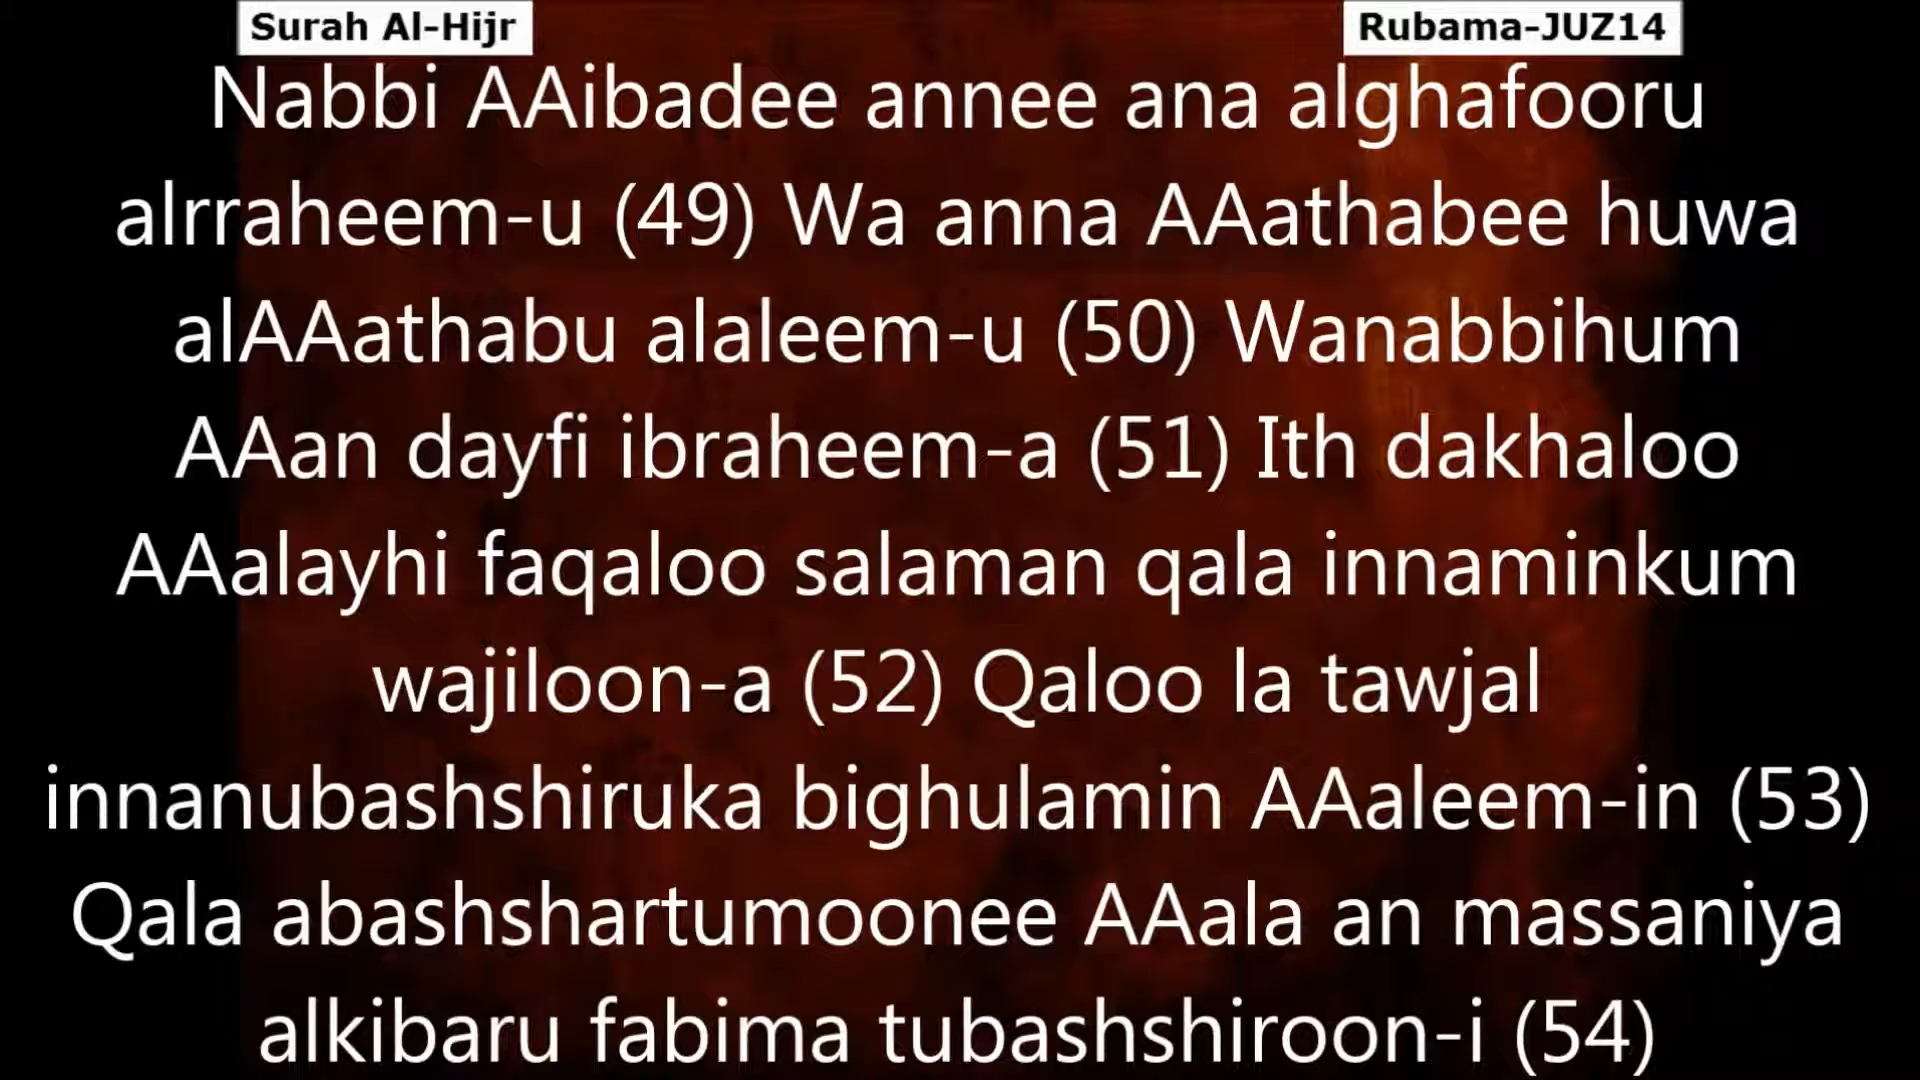 Surah Al-Hijr
Rubama-JUZ14
Nabbi AAibadee annee ana alghafooru
alrraheem-u (49) Wa anna AAathabee huwa
alAAathabu alaleem-u (50) Wanabbihum
AAan dayfi ibraheem-a (51) Ith dakhaloo
AAalayhi faqaloo salaman qala innaminkum
wajiloon-a (52) Qaloo la tawjal
innanubashshiruka bighulamin AAaleem-in (53)
Qala abashshartumoonee AAala an massaniya
alkibaru fabima tubashshiroon-i (54)